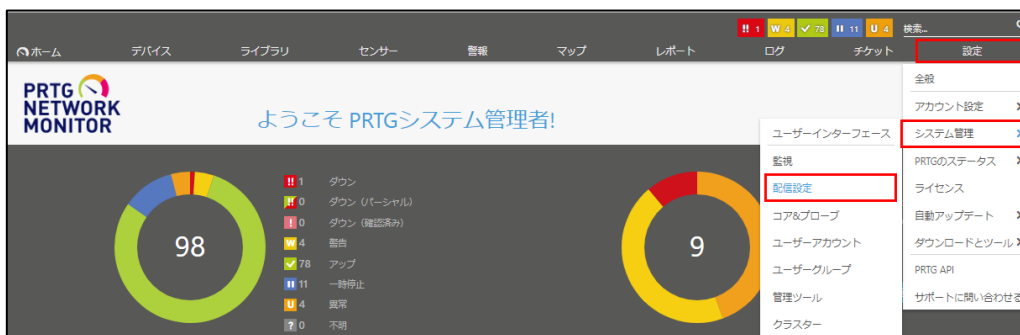 !! 1 W 4 ✓ 78 II 11 U 4 検索...
ホーム デバイス ライブラリ センサー 警報 マップ レポート ログ チケット 設定
PRTG
NETWORK
MONITOR
ようこそ PRTGシステム管理者!
全般
アカウント設定
システム管理
PRTGのステータス
ライセンス
自動アップデート
ダウンロードとツール
PRTG API
サポートに問い合わせる
ユーザーインターフェース
監視
配信設定
コア&プローブ
ユーザーアカウント
ユーザーグループ
管理ツール
クラスター
98
!! 1 ダウン
!! 0 ダウン (パーシャル)
! 0 ダウン (確認済み)
W 4 警告
✓ 78 アップ
II 11 一時停止
U 4 異常
? 0 不明
9